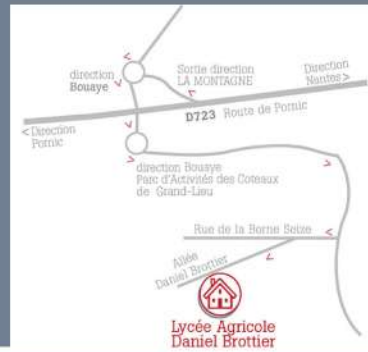 Sortie direction
LA MONTAGNE
Direction
Nantes>
direction
Bouaye
D723 Route de Pornic
<Direction
Pornic
direction Bouaye
Parc d'Activités des Coteaux
de Grand-Lieu
Rue de la Borne Seize
Allée
Daniel Brottier
Lycée Agricole
Daniel Brottier